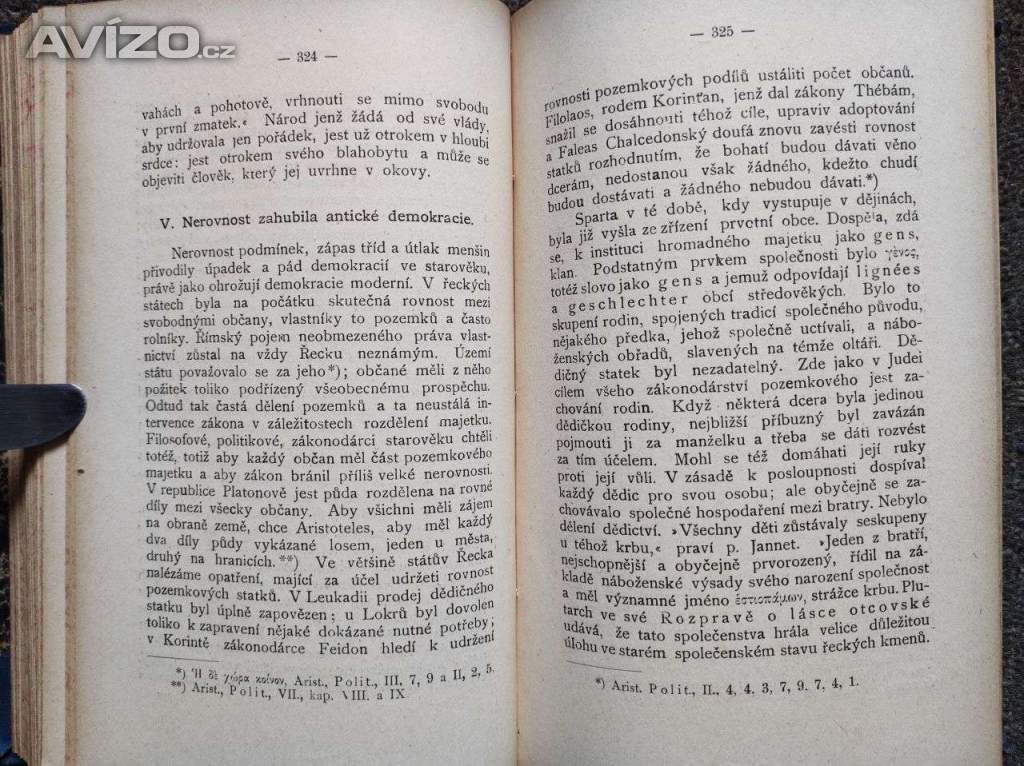 AVÍZO.cz
— 324 —
vahách a pohotově, vrhnouti se mimo svobodu
v první zmatek.« Národ jenž žádá od své vlády,
aby udržovala jen pořádek, jest už otrokem v hloubi
srdce: jest otrokem svého blahobytu a může se
objeviti člověk, který jej uvrhne v okovy.
V. Nerovnost zahubila antické demokracie.
Nerovnost podmínek, zápas tříd a útlak menšin
přivodily úpadek a pád demokracií ve starověku,
právě jako ohrožují demokracie moderní. V řeckých
státech byla na počátku skutečná rovnost mezi
svobodnými občany, vlastníky to pozemků a často
rolníky. Římský pojem neobmezeného práva vlast-
nictví zůstal na vždy Řecku neznámým. Území
státu považovalo se za jeho*); občané měli z něho
požitek toliko podřízený všeobecnému prospěchu.
Odtud tak častá dělení pozemků a ta neustálá in-
tervence zákona v záležitostech rozdělení majetku.
Filosofové, politikové, zákonodárci starověku chtěli
totéž, totiž aby každý občan měl část pozemkového
majetku a aby zákon bránil příliš velké nerovnosti.
V republice Platonově jest půda rozdělena na rovné
díly mezi všecky občany. Aby všichni měli zájem
na obraně země, chce Aristoteles, aby měl každý
dva díly půdy vykázané losem, jeden u města,
druhý na hranicích.**) Ve většině státův Řecka
nalézáme opatření, mající za účel udržeti rovnost
pozemkových statků. V Leukadii prodej dědičného
statku byl úplně zapovězen; u Lokrů byl dovolen
toliko k zapravení nějaké dokázané nutné potřeby;
v Korintě zákonodárce Feidon hledí k udržení
*) Ἡ δὲ χώρα κοῖνον, Arist., Polit., III. 7, 9 a II, 2, 5.
**) Arist., Polit., VII., kap. VIII. a IX
— 325 —
rovnosti pozemkových podílů ustáliti počet občanů.
Filolaos, rodem Korinťan, jenž dal zákony Thébám,
snažil se dosáhnouti téhož cíle, upraviv adoptování
a Faleas Chalcedonský doufá znovu zavésti rovnost
statků rozhodnutím, že bohatí budou dávati věno
dcerám, nedostanou však žádného, kdežto chudí
budou dostávati a žádného nebudou dávati.*)
Sparta v té době, kdy vystupuje v dějinách,
byla již vyšla ze zřízení prvotní obce. Dospěla, zdá
se, k instituci hromadného majetku jako gens,
klan. Podstatným prvkem společnosti bylo γένος,
totéž slovo jako gens a jemuž odpovídají lignées
a geschlechter obcí středověkých. Bylo to
skupení rodin, spojených tradicí společného původu,
nějakého předka, jehož společně uctívali, a nábo-
ženských obřadů, slavených na témže oltáři. Dě-
dičný statek byl nezadatelný. Zde jako v Judei
cílem všeho zákonodárství pozemkového jest za-
chování rodin. Když některá dcera byla jedinou
dědičkou rodiny, nejbližší příbuzný byl zavázán
pojmouti ji za manželku a třeba se dáti rozvést
za tím účelem. Mohl se též domáhati její ruky
proti její vůli. V zásadě k posloupnosti dospíval
každý dědic pro svou osobu; ale obyčejně se za-
chovávalo společné hospodaření mezi bratry. Nebylo
dělení dědictví. »Všechny děti zůstávaly seskupeny
u téhož krbu,« praví p. Jannet. »Jeden z bratří,
nejschopnější a obyčejně prvorozený, řídil na zá-
kladě náboženské výsady svého narození společnost
a měl významné jméno ἑστιοπάμων, strážce krbu. Plu-
tarch ve své Rozpravě o lásce otcovské
udává, že tato společenstva hrála velice důležitou
úlohu ve starém společenském stavu řeckých kmenů.
*) Arist. Polit., II., 4, 4. 3, 7, 9. 7, 4, 1.